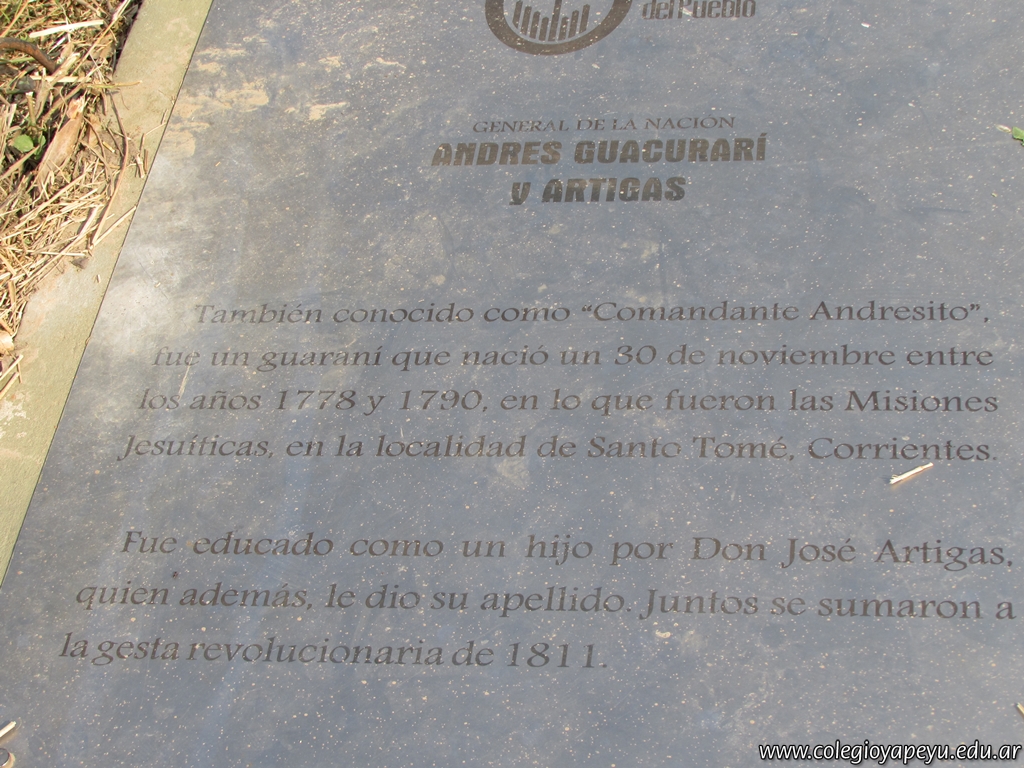 del Pueblo
GENERAL DE LA NACIÓN
ANDRES GUACURARÍ
y ARTIGAS
También conocido como “Comandante Andresito”,
fue un guaraní que nació un 30 de noviembre entre
los años 1778 y 1790, en lo que fueron las Misiones
Jesuíticas, en la localidad de Santo Tomé, Corrientes.
Fue educado como un hijo por Don José Artigas,
quien además, le dio su apellido. Juntos se sumaron a
la gesta revolucionaria de 1811.
www.colegioyapeyu.edu.ar